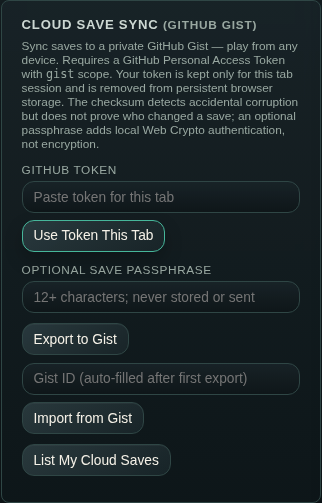 CLOUD SAVE SYNC (GITHUB GIST)
Sync saves to a private GitHub Gist — play from any
device. Requires a GitHub Personal Access Token
with gist scope. Your token is kept only for this tab
session and is removed from persistent browser
storage. The checksum detects accidental corruption
but does not prove who changed a save; an optional
passphrase adds local Web Crypto authentication,
not encryption.
GITHUB TOKEN
Paste token for this tab
Use Token This Tab
OPTIONAL SAVE PASSPHRASE
12+ characters; never stored or sent
Export to Gist
Gist ID (auto-filled after first export)
Import from Gist
List My Cloud Saves